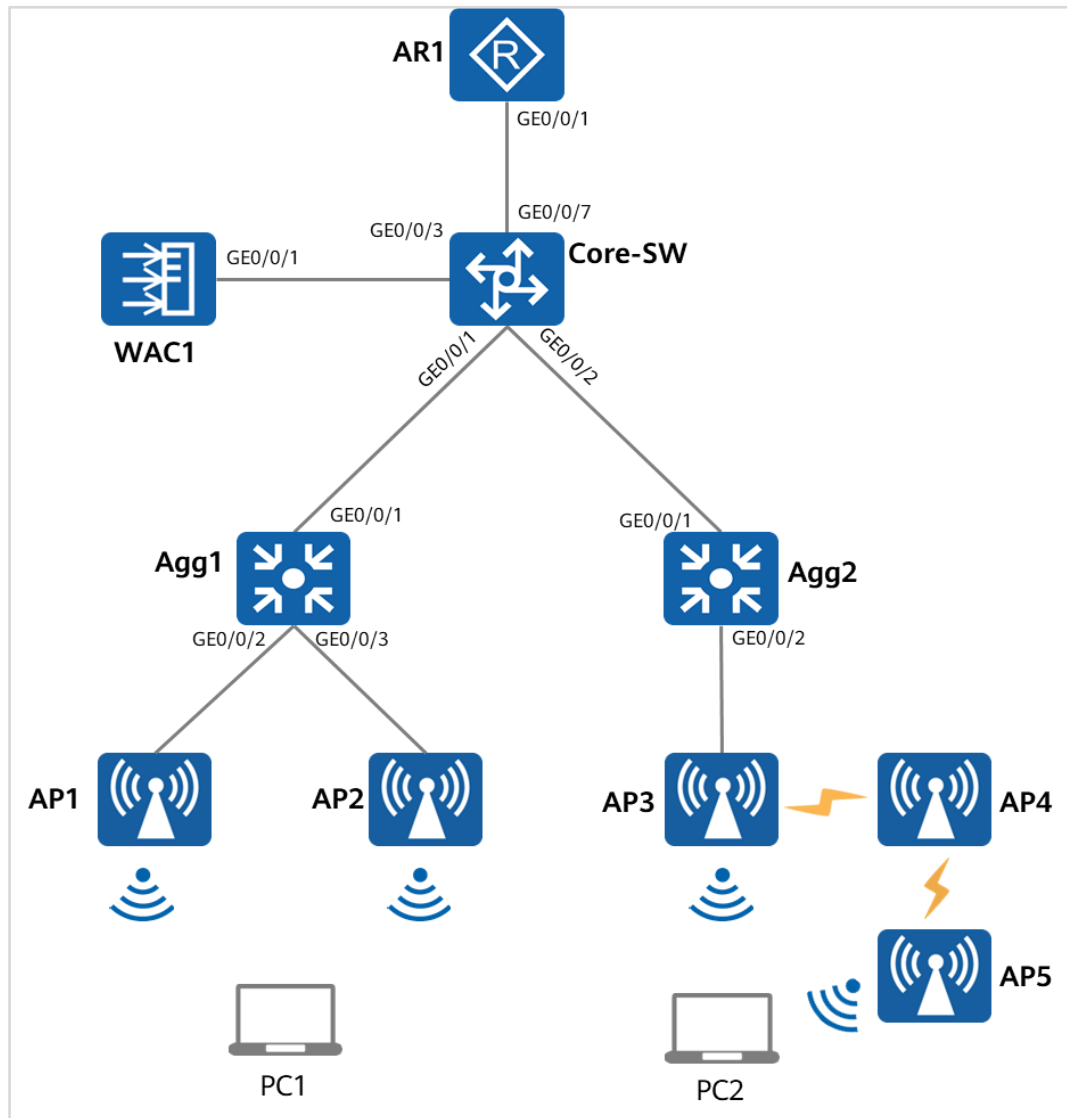 AR1
R
GE0/0/1
GE0/0/7
GE0/0/3
Core-SW
GE0/0/1
WAC1
GE0/0/1
GE0/0/2
GE0/0/1
GE0/0/1
Agg1
Agg2
GE0/0/2
GE0/0/3
GE0/0/2
AP1
AP2
AP3
AP4
AP5
PC1
PC2